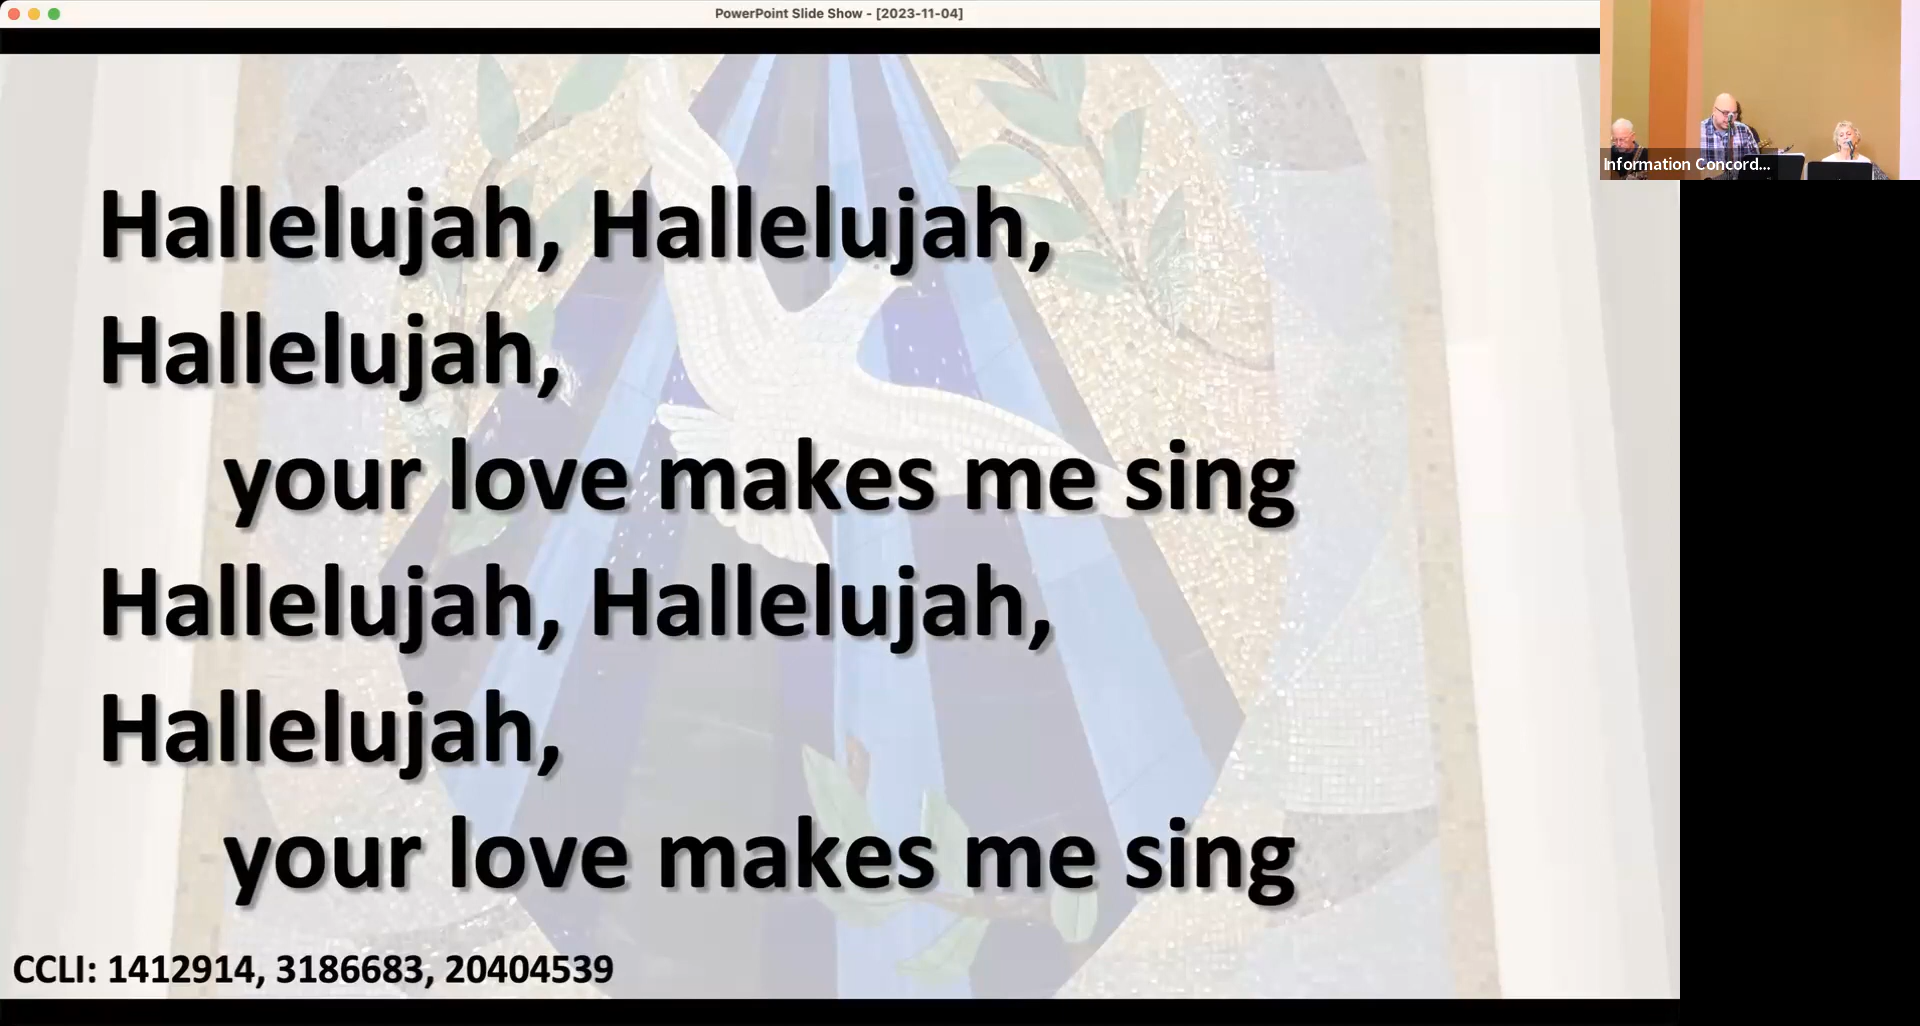 PowerPoint Slide Show - [2023-11-04]
Information Concord...
Hallelujah, Hallelujah,
Hallelujah,
your love makes me sing
Hallelujah, Hallelujah,
Hallelujah,
your love makes me sing
CCLI: 1412914, 3186683, 20404539